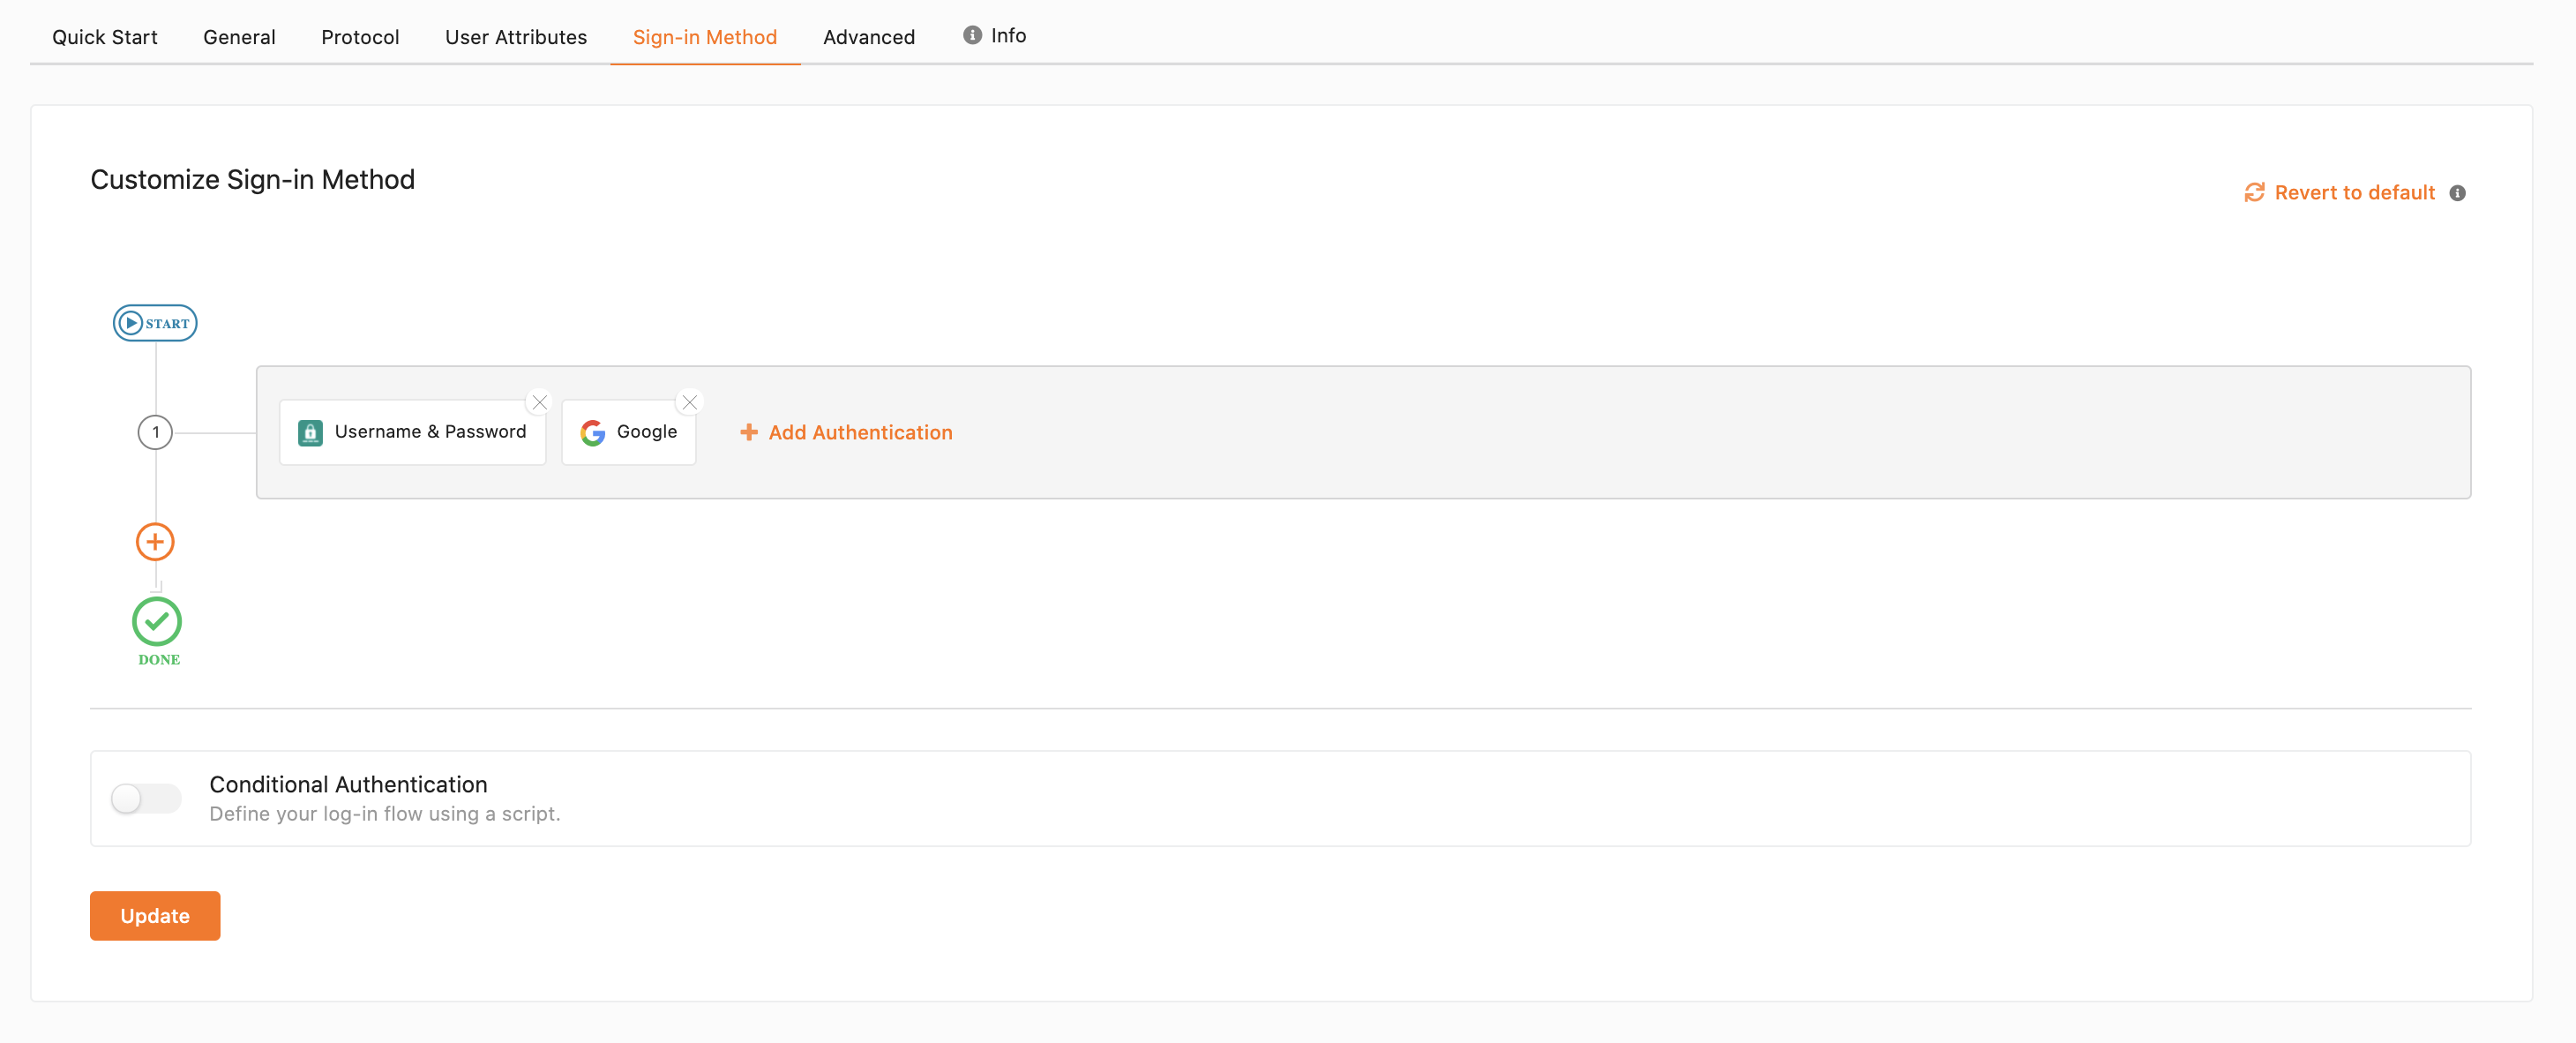 Quick Start General Protocol User Attributes Sign-in Method Advanced Info
Customize Sign-in Method
Revert to default
START
1
Username & Password
Google
Add Authentication
DONE
Conditional Authentication
Define your log-in flow using a script.
Update